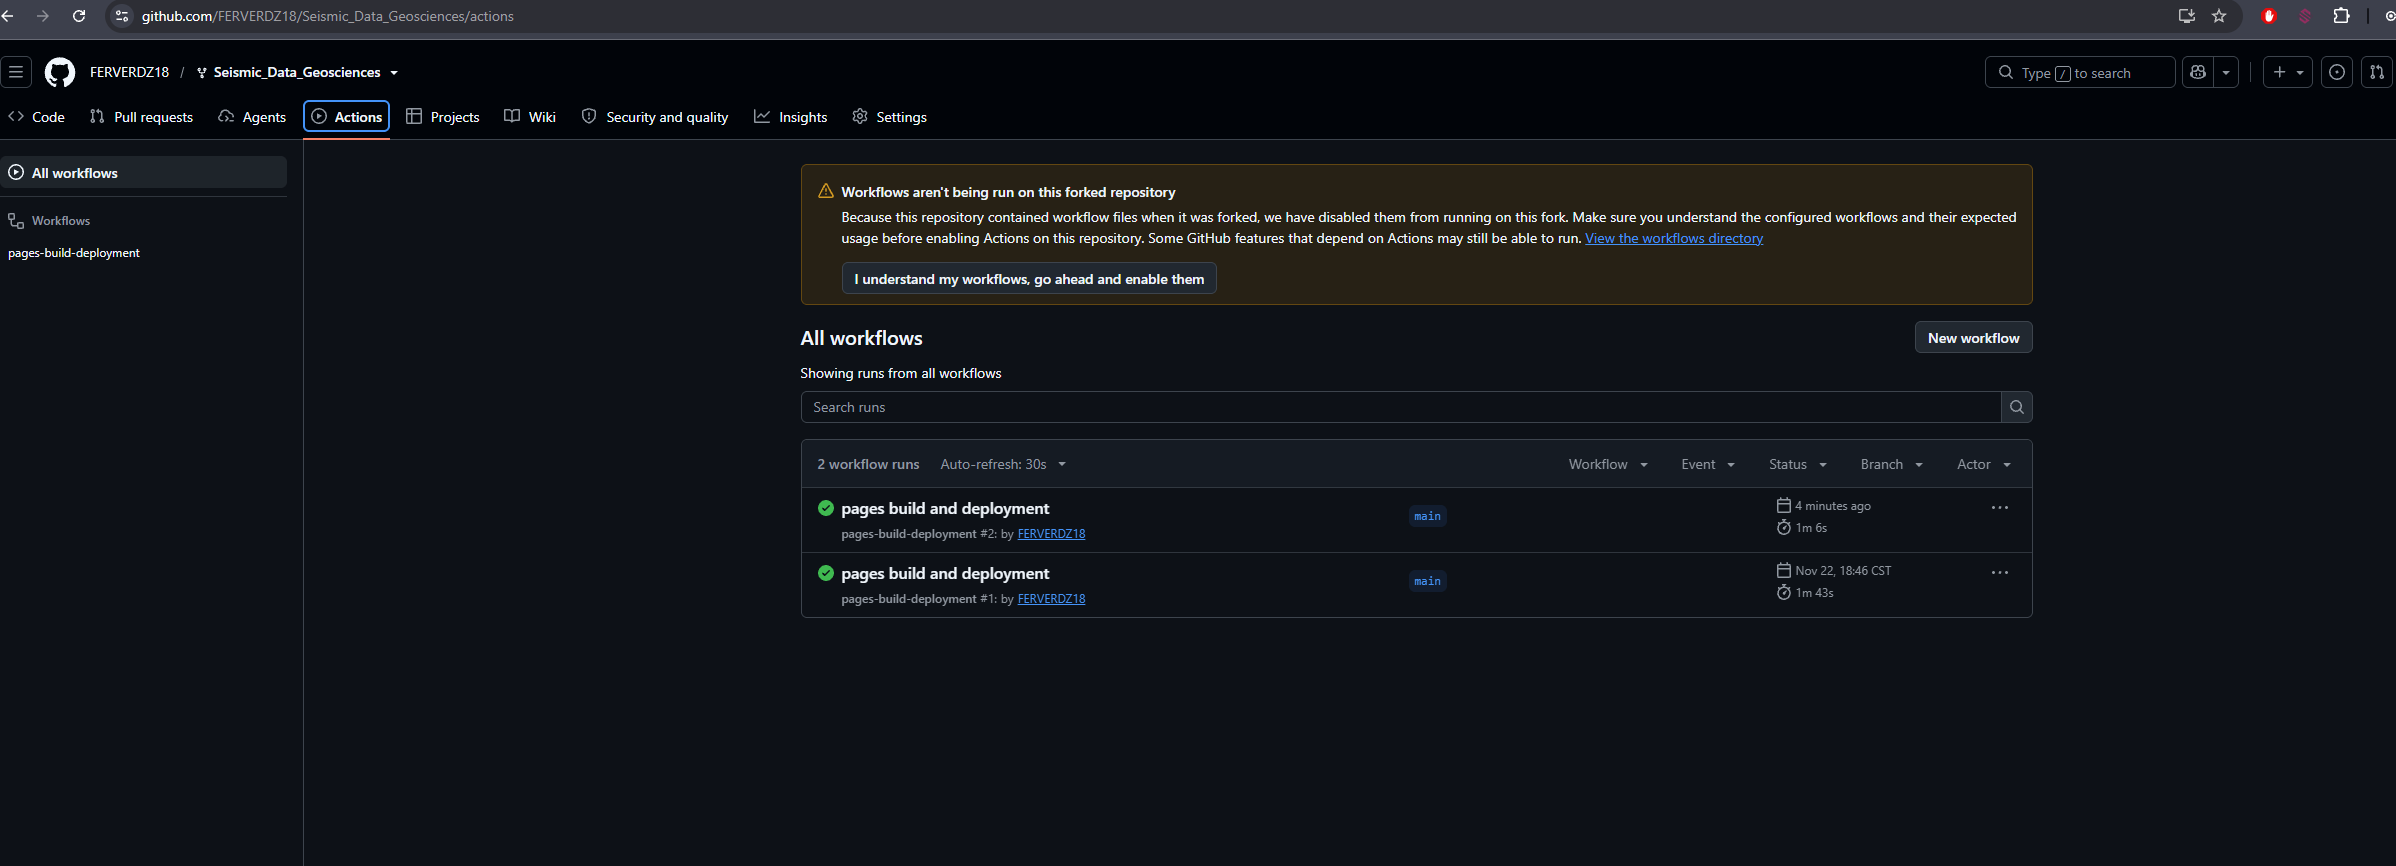 github.com/FERVERDZ18/Seismic_Data_Geosciences/actions
FERVERDZ18 / Seismic_Data_Geosciences
Type / to search
Code Pull requests Agents Actions Projects Wiki Security and quality Insights Settings
All workflows
Workflows
pages-build-deployment
Workflows aren't being run on this forked repository
Because this repository contained workflow files when it was forked, we have disabled them from running on this fork. Make sure you understand the configured workflows and their expected
usage before enabling Actions on this repository. Some GitHub features that depend on Actions may still be able to run. View the workflows directory
I understand my workflows, go ahead and enable them
All workflows
New workflow
Showing runs from all workflows
Search runs
2 workflow runs Auto-refresh: 30s Workflow Event Status Branch Actor
pages build and deployment
pages-build-deployment #2: by FERVERDZ18
main
4 minutes ago
1m 6s
pages build and deployment
pages-build-deployment #1: by FERVERDZ18
main
Nov 22, 18:46 CST
1m 43s